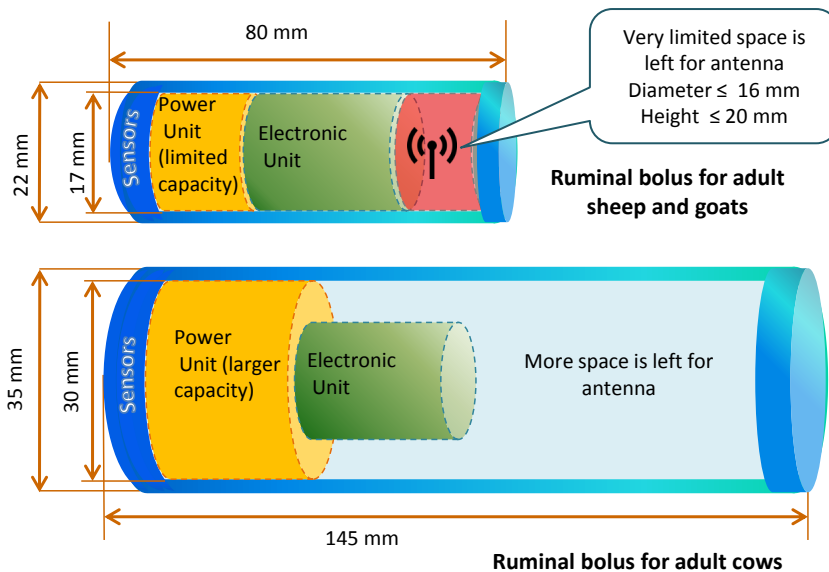 80 mm
Very limited space is
left for antenna
Diameter ≤ 16 mm
Height ≤ 20 mm
22 mm
17 mm
Sensors
Power
Unit
(limited
capacity)
Electronic
Unit
Ruminal bolus for adult
sheep and goats
35 mm
30 mm
Sensors
Power
Unit (larger
capacity)
Electronic
Unit
More space is left for
antenna
145 mm
Ruminal bolus for adult cows